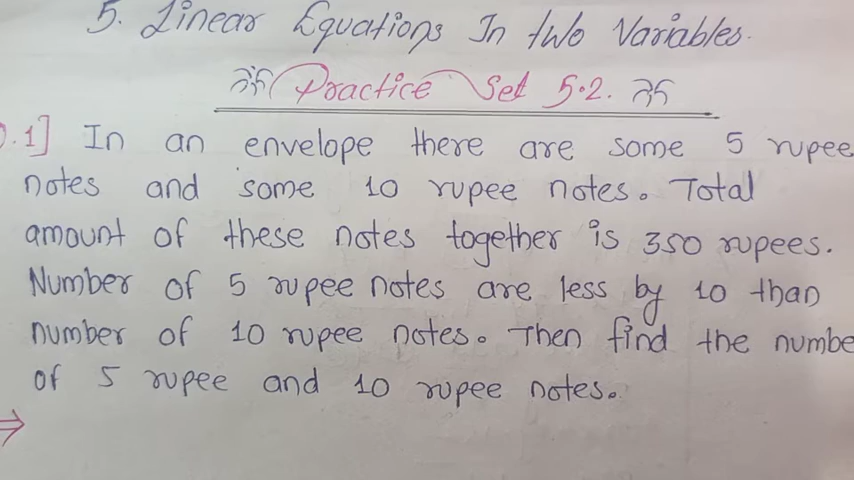 5. Linear Equations In two Variables.
Practice Set 5.2.
.1] In an envelope there are some 5 rupee
notes and some 10 rupee notes. Total
amount of these notes together is 350 rupees.
Number of 5 rupee notes are less by 10 than
number of 10 rupee notes. Then find the numbe
of 5 rupee and 10 rupee notes.
⇒